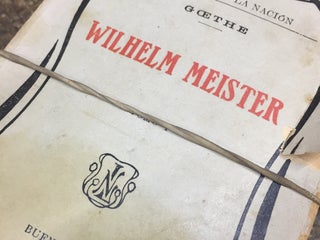 LA NACIÓN
GŒTHE
WILHELM MEISTER
BUEN